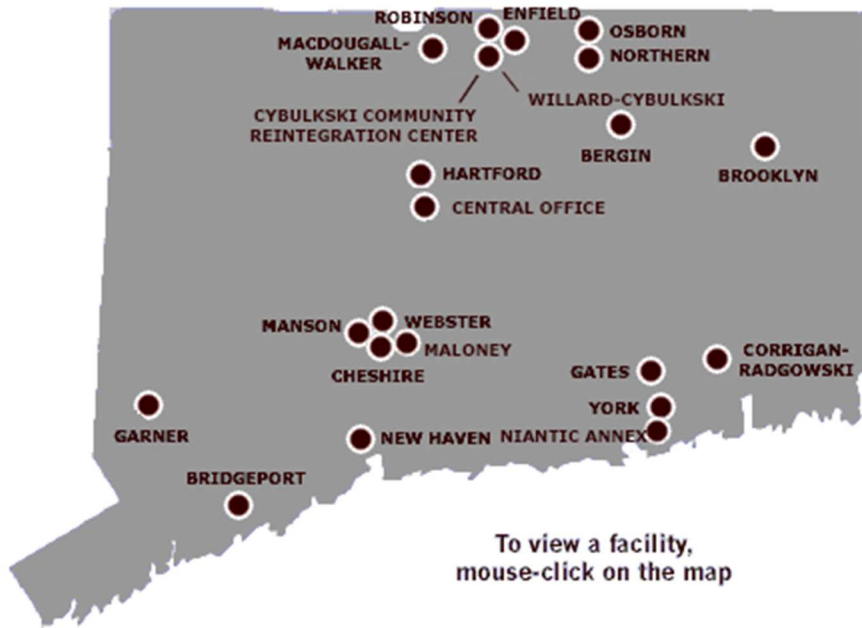 ROBINSON
ENFIELD
OSBORN
MACDOUGALL-
WALKER
NORTHERN
CYBULKSKI COMMUNITY
REINTEGRATION CENTER
WILLARD-CYBULKSKI
BERGIN
BROOKLYN
HARTFORD
CENTRAL OFFICE
MANSON
WEBSTER
MALONEY
CHESHIRE
CORRIGAN-
RADGOWSKI
GATES
YORK
GARNER
NEW HAVEN
NIANTIC ANNEX
BRIDGEPORT
To view a facility,
mouse-click on the map